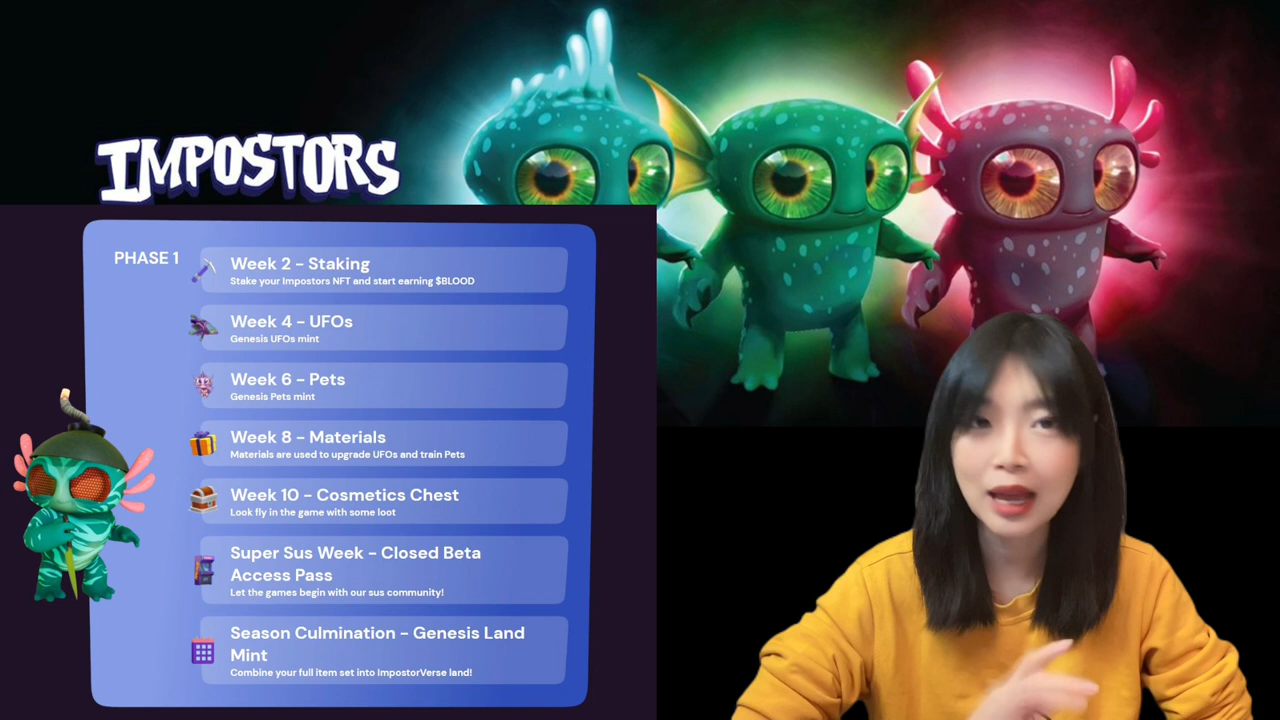 IMPOSTORS
PHASE 1
Week 2 - Staking
Stake your Impostors NFT and start earning $BLOOD
Week 4 - UFOs
Genesis UFOs mint
Week 6 - Pets
Genesis Pets mint
Week 8 - Materials
Materials are used to upgrade UFOs and train Pets
Week 10 - Cosmetics Chest
Look fly in the game with some loot
Super Sus Week - Closed Beta
Access Pass
Let the games begin with our sus community!
Season Culmination - Genesis Land
Mint
Combine your full item set into ImpostorVerse land!